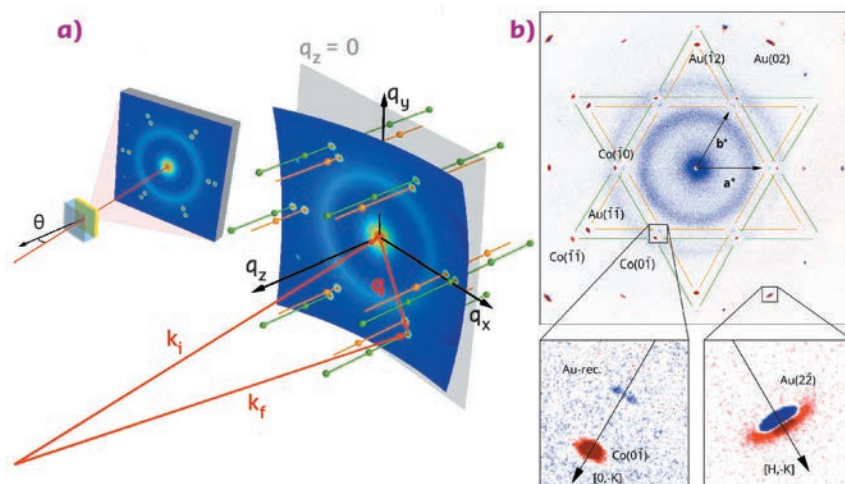 a)
q_z = 0
q_y
θ
q_z
q
q_x
k_i
k_f
b)
Au(1̄2)
Au(02)
b*
Co(1̄0)
a*
Au(1̄1̄)
Co(1̄1̄)
Co(01̄)
Au-rec.
Co(01̄)
[0,-K]
Au(22̄)
[H,-K]